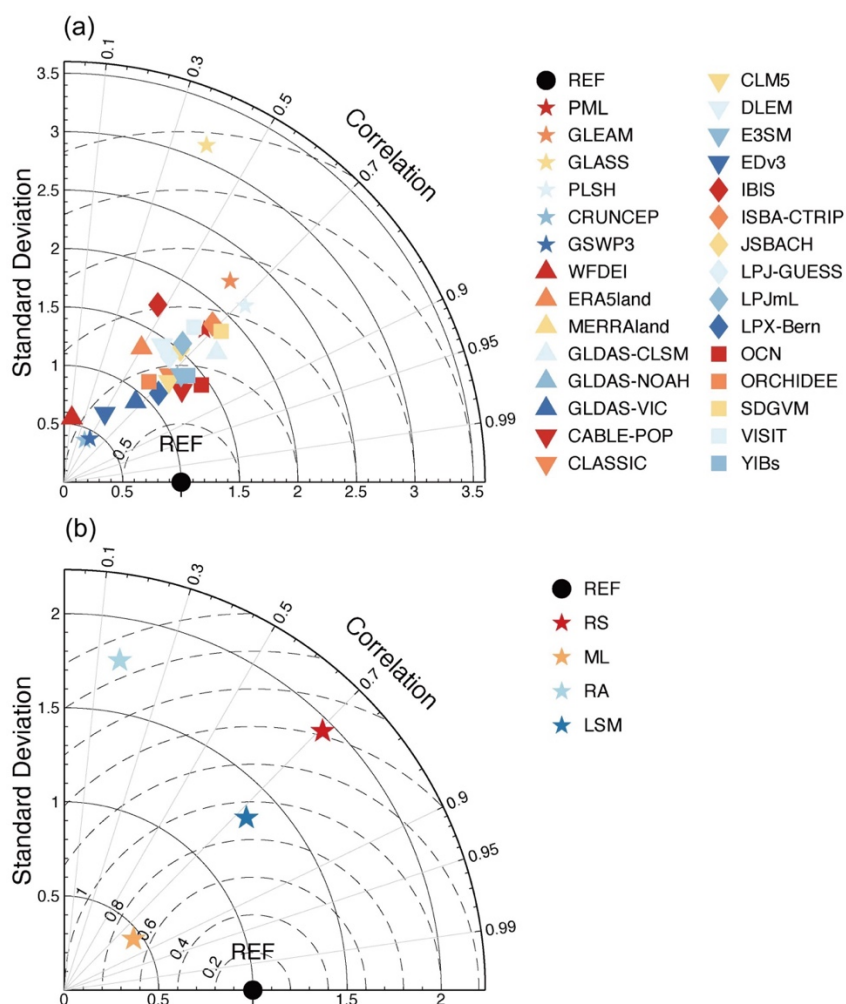 (a)
3.5
3
2.5
2
1.5
1
0.5
0
0.5
1
1.5
2
2.5
3
3.5
Standard Deviation
0.1
0.3
0.5
0.7
0.9
0.95
0.99
Correlation
0.5
REF
REF
PML
GLEAM
GLASS
PLSH
CRUNCEP
GSWP3
WFDEI
ERA5land
MERRAland
GLDAS-CLSM
GLDAS-NOAH
GLDAS-VIC
CABLE-POP
CLASSIC
CLM5
DLEM
E3SM
EDv3
IBIS
ISBA-CTRIP
JSBACH
LPJ-GUESS
LPJmL
LPX-Bern
OCN
ORCHIDEE
SDGVM
VISIT
YIBs
(b)
2
1.5
1
0.5
0
0.5
1
1.5
2
Standard Deviation
0.1
0.3
0.5
0.7
0.9
0.95
0.99
Correlation
1
0.8
0.6
0.4
0.2
REF
REF
RS
ML
RA
LSM